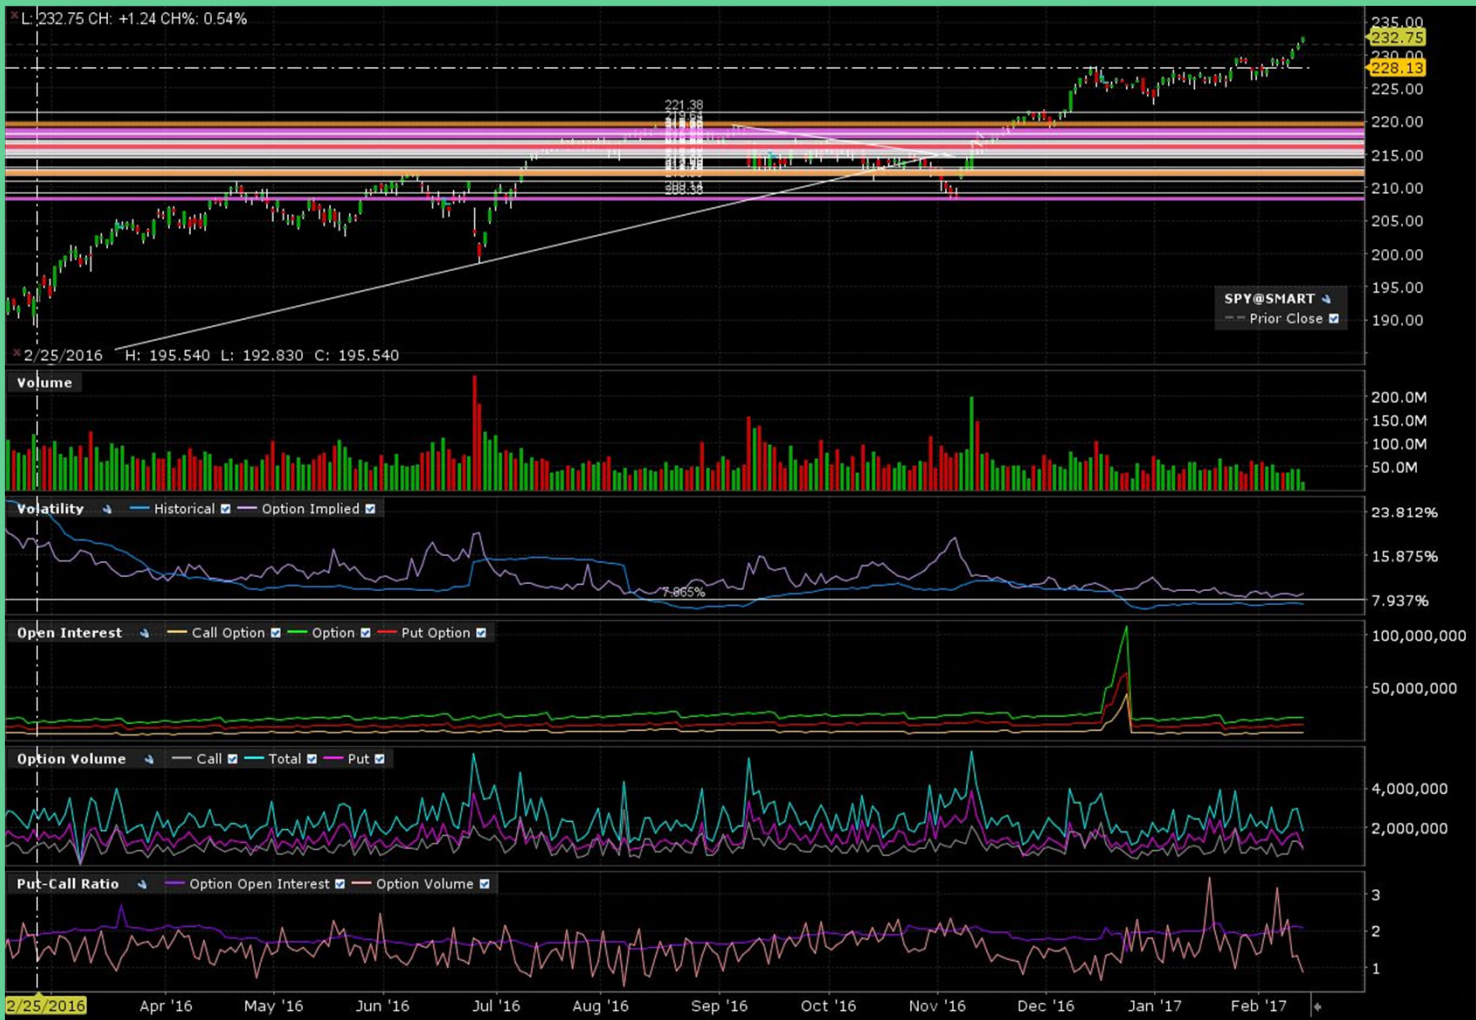 L: 232.75 CH: +1.24 CH%: 0.54%
235.00
232.75
230.00
228.13
225.00
221.38
220.00
215.00
210.00
205.00
200.00
195.00
SPY@SMART
Prior Close
190.00
2/25/2016 H: 195.540 L: 192.830 C: 195.540
Volume
200.0M
150.0M
100.0M
50.0M
Volatility Historical Option Implied
23.812%
15.875%
7.865%
7.937%
Open Interest Call Option Option Put Option
100,000,000
50,000,000
Option Volume Call Total Put
4,000,000
2,000,000
Put-Call Ratio Option Open Interest Option Volume
3
2
1
2/25/2016 Apr '16 May '16 Jun '16 Jul '16 Aug '16 Sep '16 Oct '16 Nov '16 Dec '16 Jan '17 Feb '17